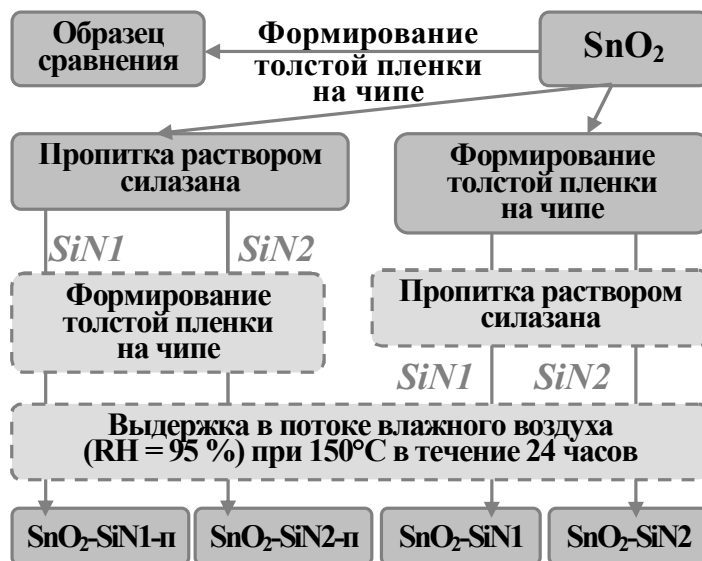 Образец
сравнения
Формирование
толстой пленки
на чипе
SnO₂
Пропитка раствором
силазана
Формирование
толстой пленки
на чипе
SiN1
SiN2
Формирование
толстой пленки
на чипе
Пропитка раствором
силазана
SiN1
SiN2
Выдержка в потоке влажного воздуха
(RH = 95 %) при 150°C в течение 24 часов
SnO₂-SiN1-п
SnO₂-SiN2-п
SnO₂-SiN1
SnO₂-SiN2